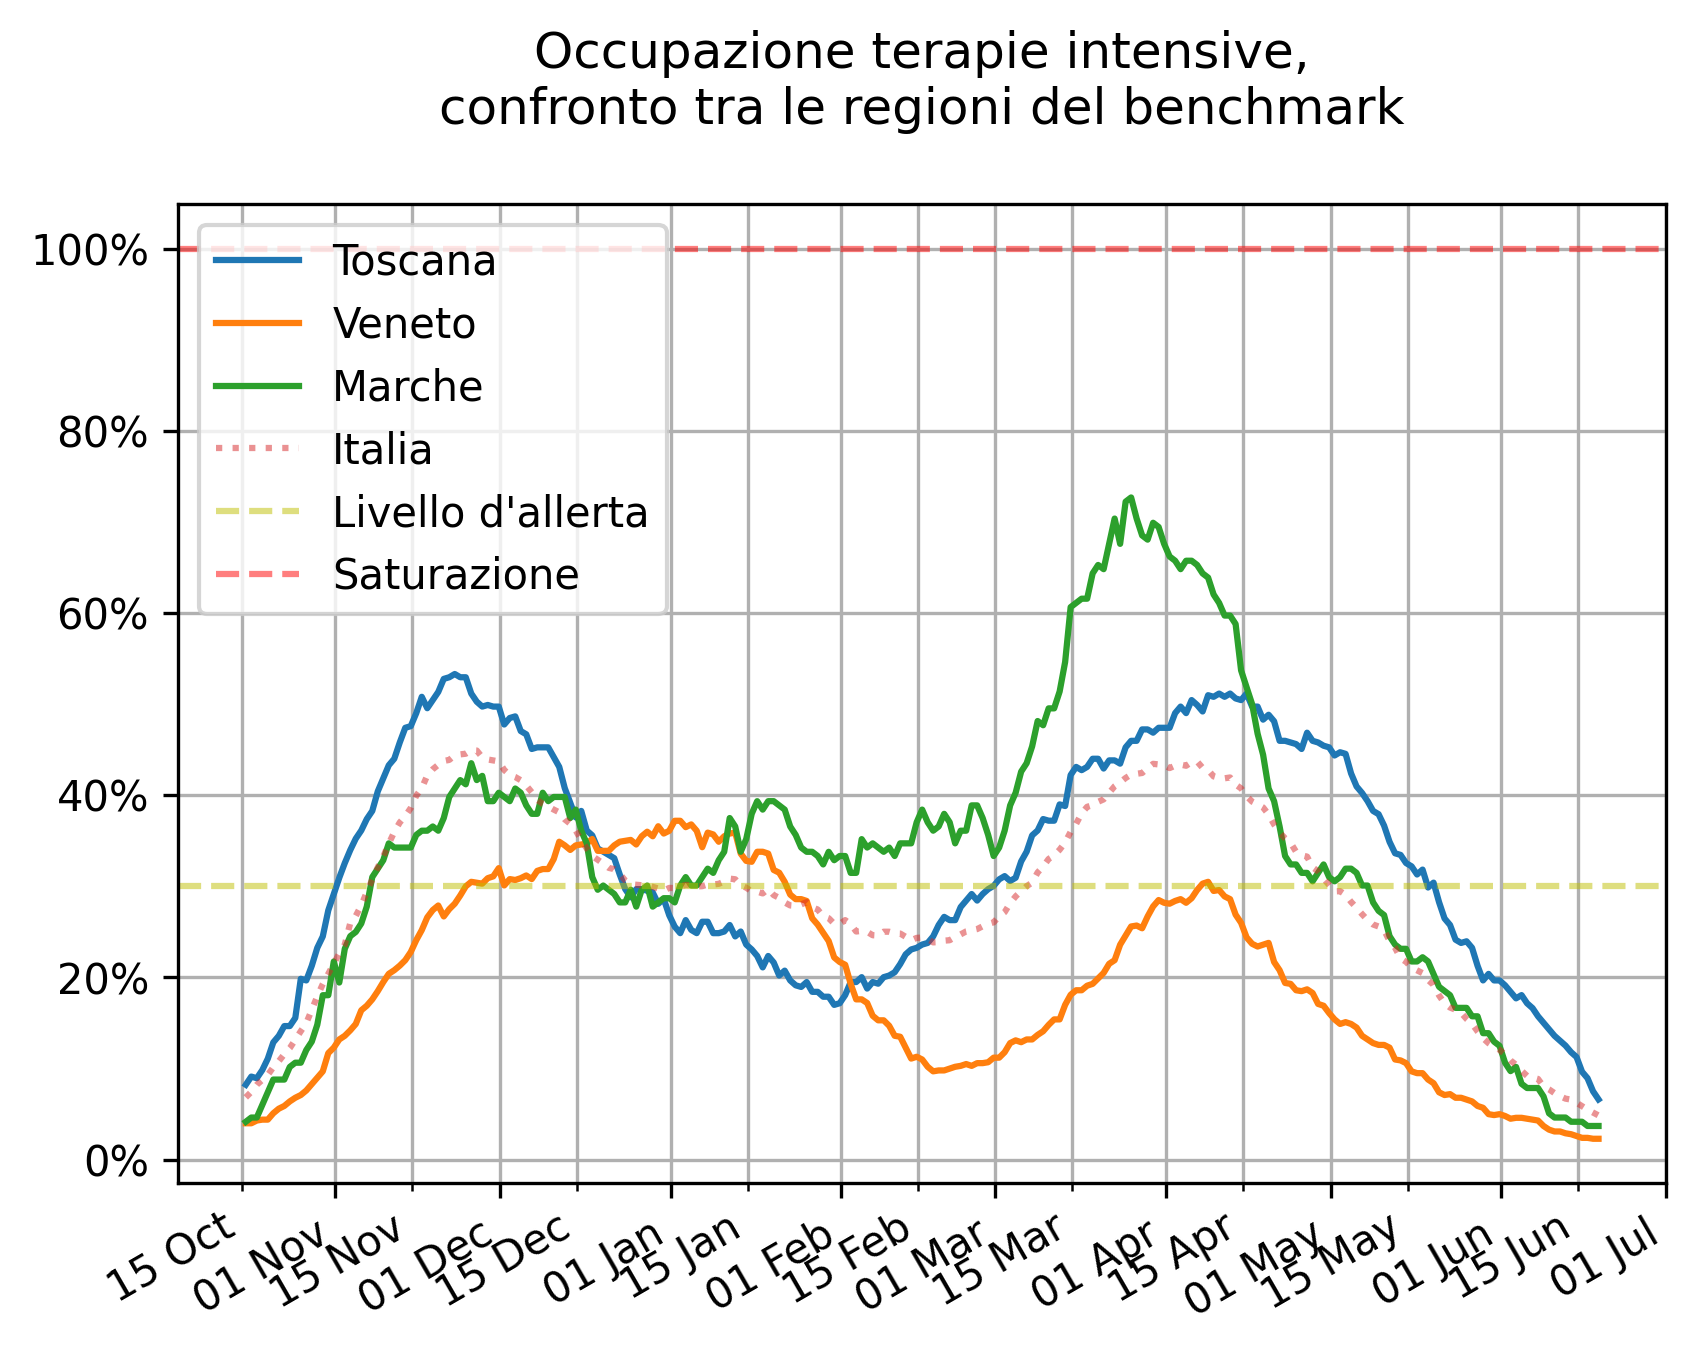 Occupazione terapie intensive,
confronto tra le regioni del benchmark
100%
80%
60%
40%
20%
0%
Toscana
Veneto
Marche
Italia
Livello d'allerta
Saturazione
15 Oct
01 Nov
15 Nov
01 Dec
15 Dec
01 Jan
15 Jan
01 Feb
15 Feb
01 Mar
15 Mar
01 Apr
15 Apr
01 May
15 May
01 Jun
15 Jun
01 Jul